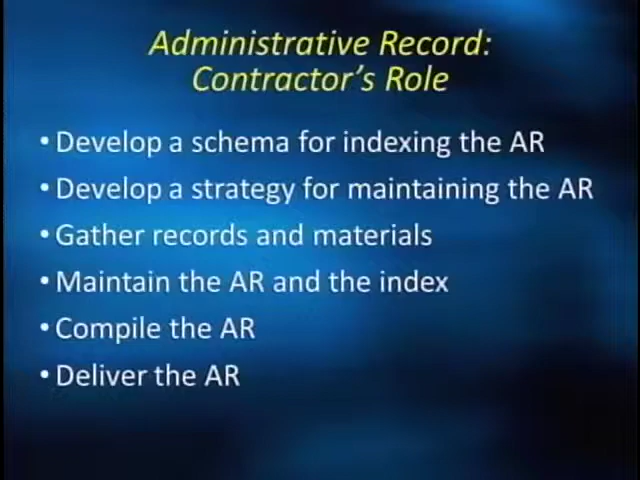 Administrative Record:
Contractor's Role
• Develop a schema for indexing the AR
• Develop a strategy for maintaining the AR
• Gather records and materials
• Maintain the AR and the index
• Compile the AR
• Deliver the AR